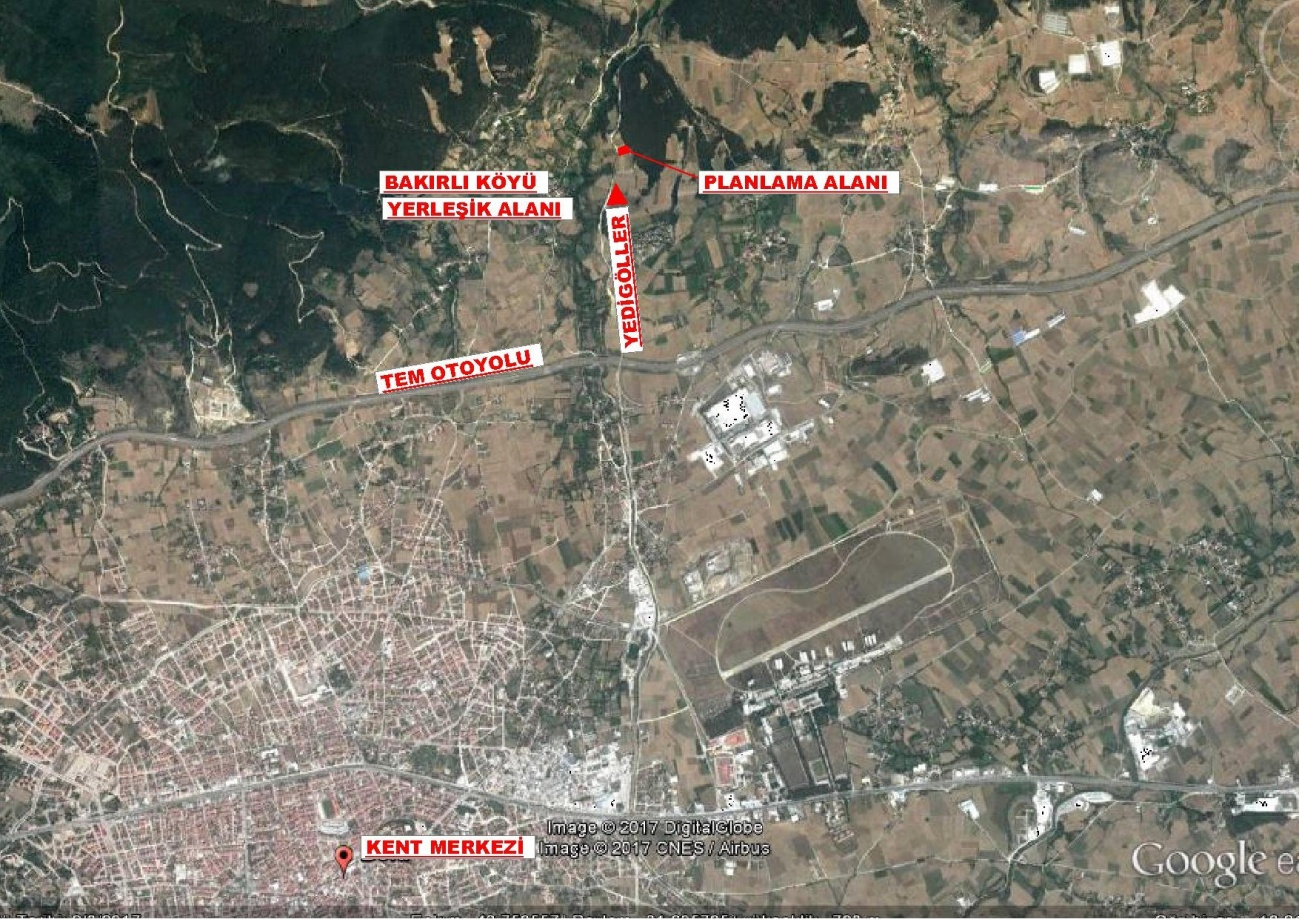 BAKIRLI KÖYÜ
YERLEŞİK ALANI
PLANLAMA ALANI
YEDİGÖLLER
TEM OTOYOLU
KENT MERKEZİ
Image © 2017 DigitalGlobe
Image © 2017 CNES / Airbus
Google ea